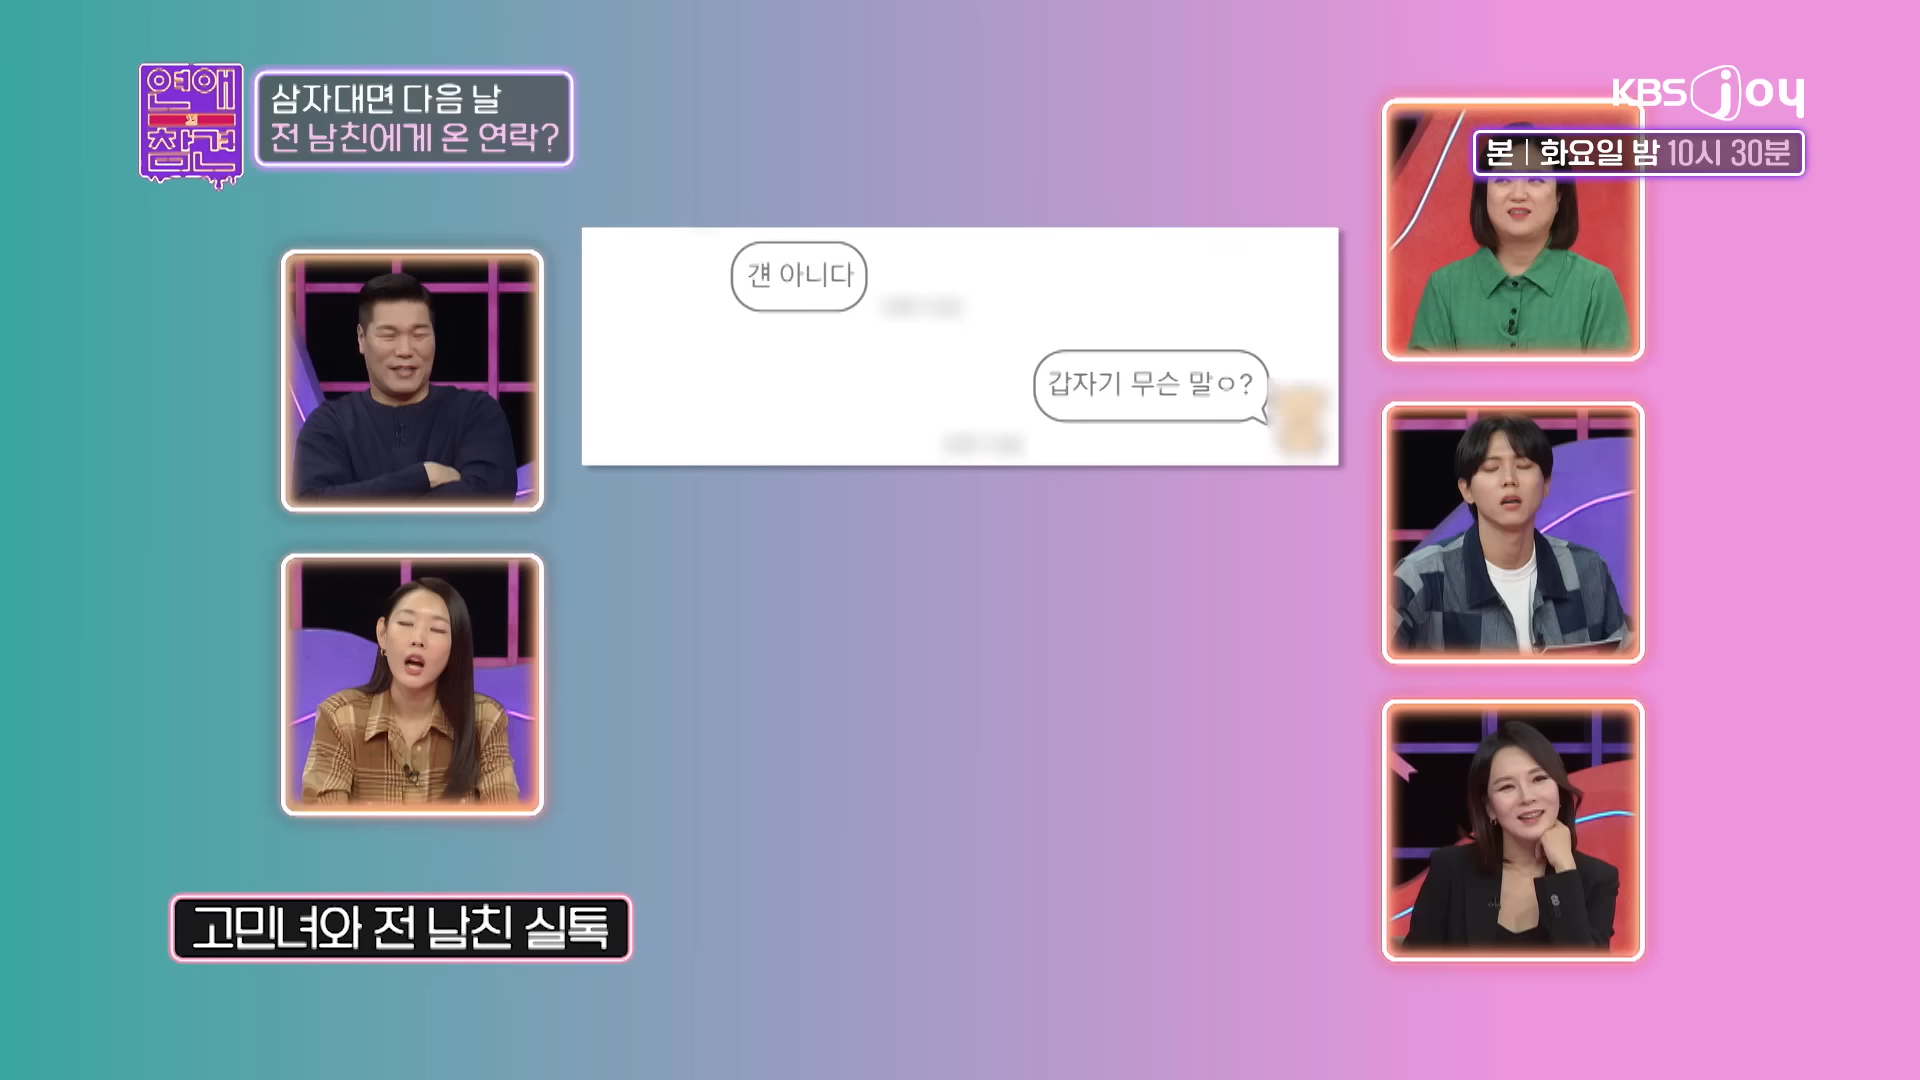 연애의
참견
삼자대면 다음 날
전 남친에게 온 연락?
KBS joy
본 | 화요일 밤 10시 30분
걘 아니다
갑자기 무슨 말ㅇ?
고민녀와 전 남친 실톡